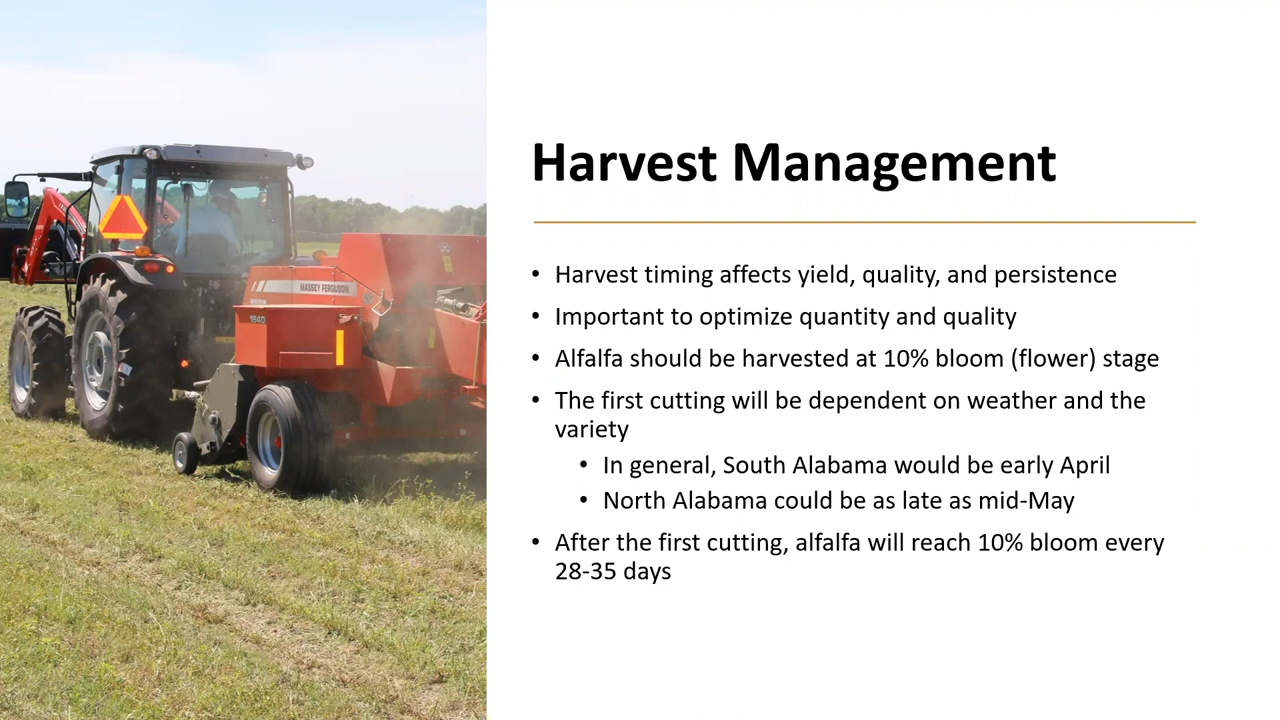 Harvest Management
• Harvest timing affects yield, quality, and persistence
• Important to optimize quantity and quality
• Alfalfa should be harvested at 10% bloom (flower) stage
• The first cutting will be dependent on weather and the
variety
• In general, South Alabama would be early April
• North Alabama could be as late as mid-May
• After the first cutting, alfalfa will reach 10% bloom every
28-35 days
MASSEY FERGUSON
1840